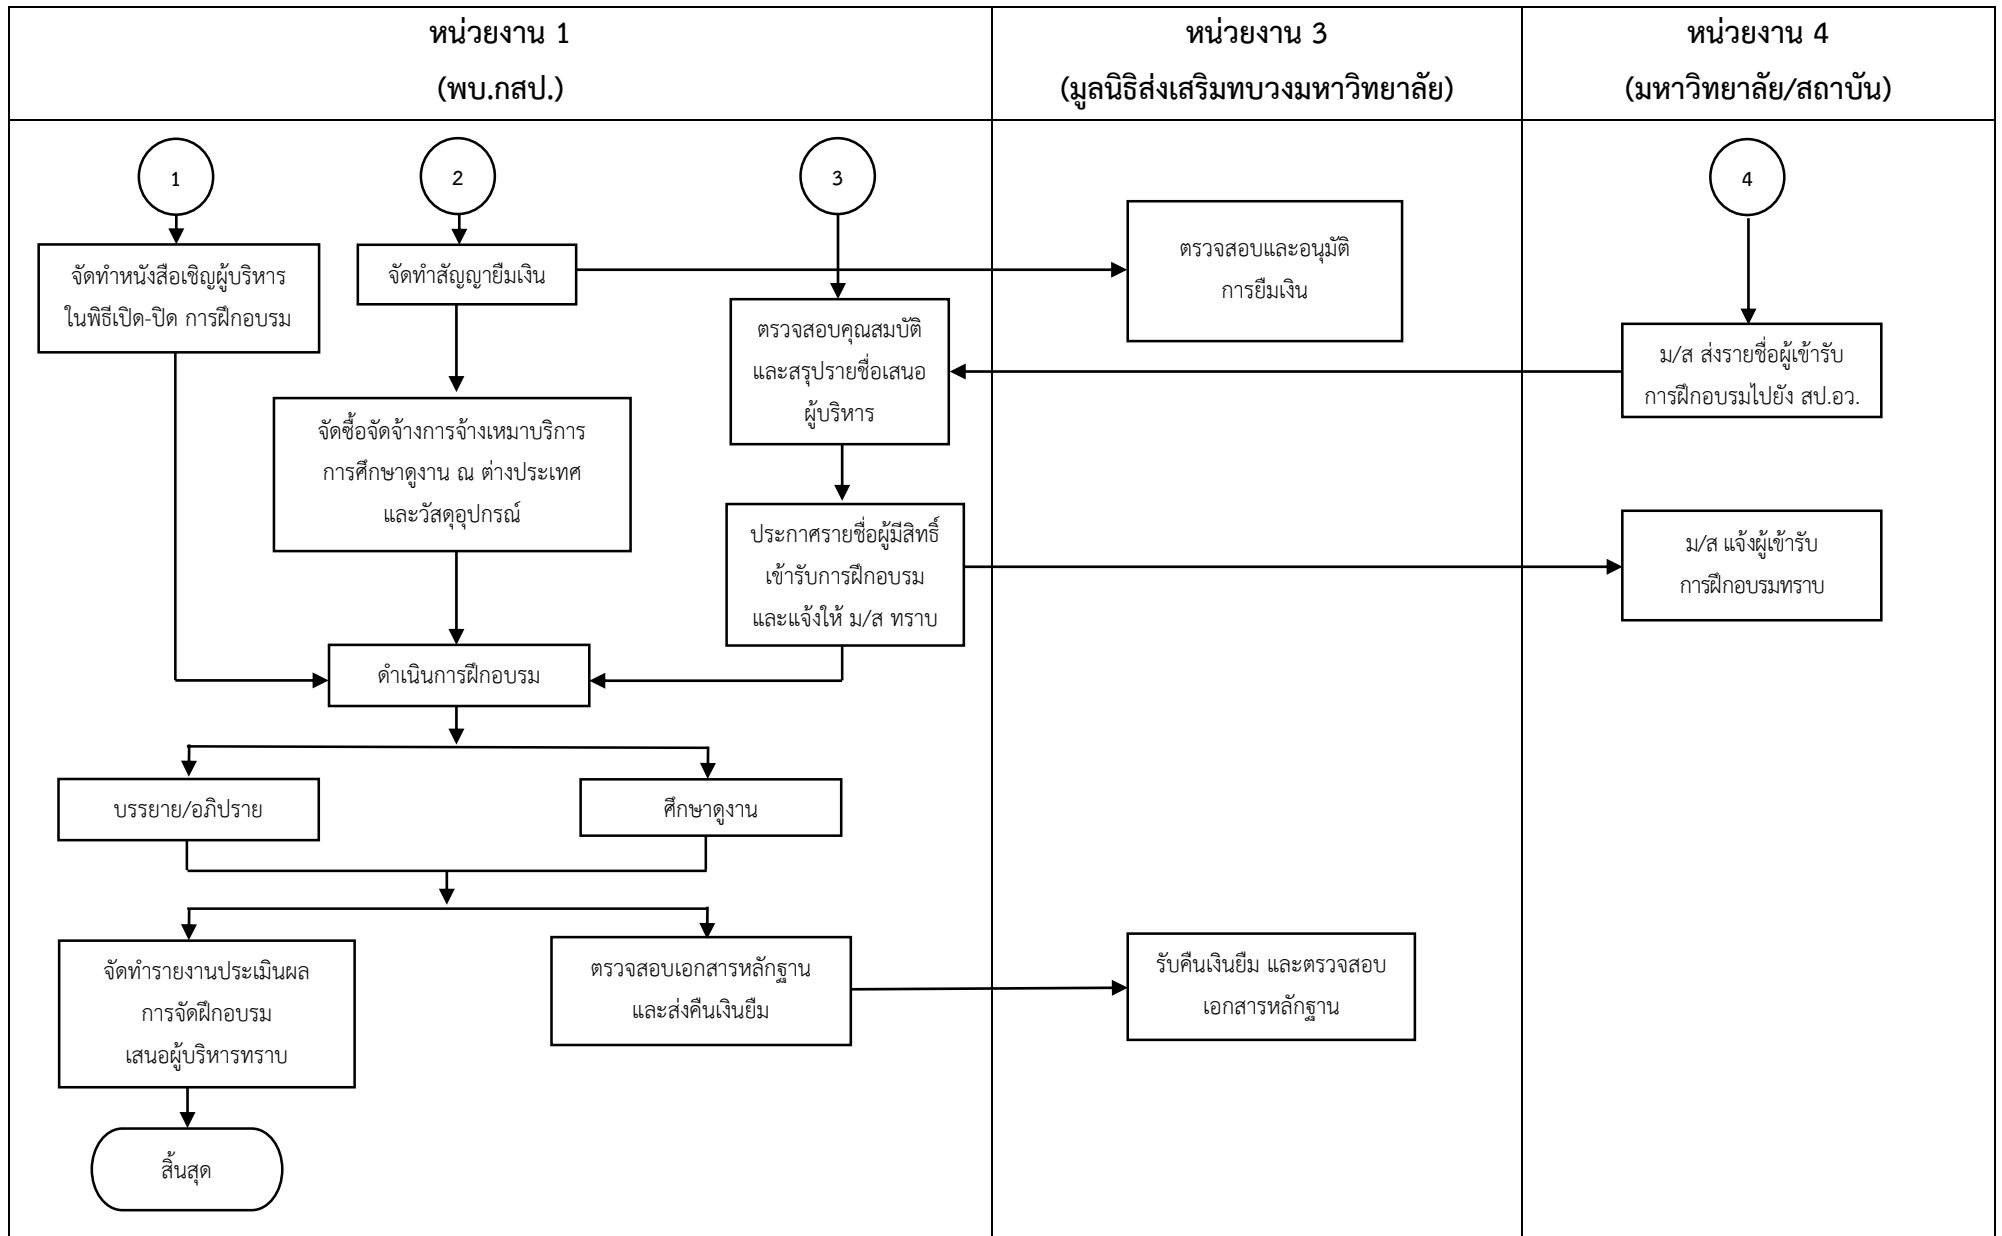 หน่วยงาน 1
(พบ.กสป.)
หน่วยงาน 3
(มูลนิธิส่งเสริมทบวงมหาวิทยาลัย)
หน่วยงาน 4
(มหาวิทยาลัย/สถาบัน)
1
2
3
4
จัดทำหนังสือเชิญผู้บริหาร
ในพิธีเปิด-ปิด การฝึกอบรม
จัดทำสัญญายืมเงิน
ตรวจสอบและอนุมัติ
การยืมเงิน
ตรวจสอบคุณสมบัติ
และสรุปรายชื่อเสนอ
ผู้บริหาร
ม/ส ส่งรายชื่อผู้เข้ารับ
การฝึกอบรมไปยัง สป.อว.
จัดซื้อจัดจ้างการจ้างเหมาบริการ
การศึกษาดูงาน ณ ต่างประเทศ
และวัสดุอุปกรณ์
ประกาศรายชื่อผู้มีสิทธิ์
เข้ารับการฝึกอบรม
และแจ้งให้ ม/ส ทราบ
ม/ส แจ้งผู้เข้ารับ
การฝึกอบรมทราบ
ดำเนินการฝึกอบรม
บรรยาย/อภิปราย
ศึกษาดูงาน
จัดทำรายงานประเมินผล
การจัดฝึกอบรม
เสนอผู้บริหารทราบ
ตรวจสอบเอกสารหลักฐาน
และส่งคืนเงินยืม
รับคืนเงินยืม และตรวจสอบ
เอกสารหลักฐาน
สิ้นสุด